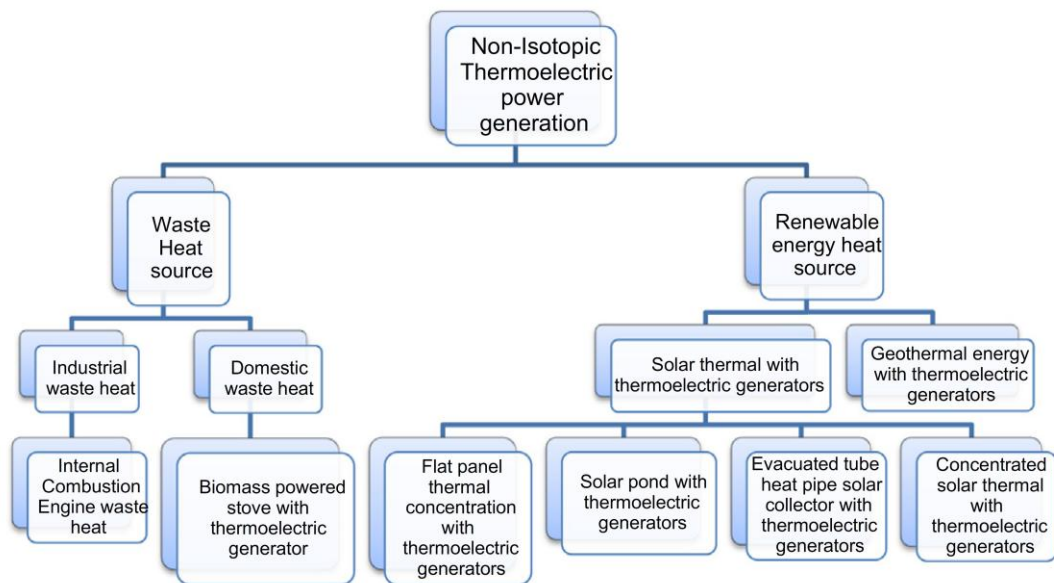 Non-Isotopic
Thermoelectric
power
generation
Waste
Heat
source
Renewable
energy heat
source
Industrial
waste heat
Domestic
waste heat
Solar thermal with
thermoelectric
generators
Geothermal energy
with thermoelectric
generators
Internal
Combustion
Engine waste
heat
Biomass powered
stove with
thermoelectric
generator
Flat panel
thermal
concentration
with
thermoelectric
generators
Solar pond with
thermoelectric
generators
Evacuated tube
heat pipe solar
collector with
thermoelectric
generators
Concentrated
solar thermal
with
thermoelectric
generators